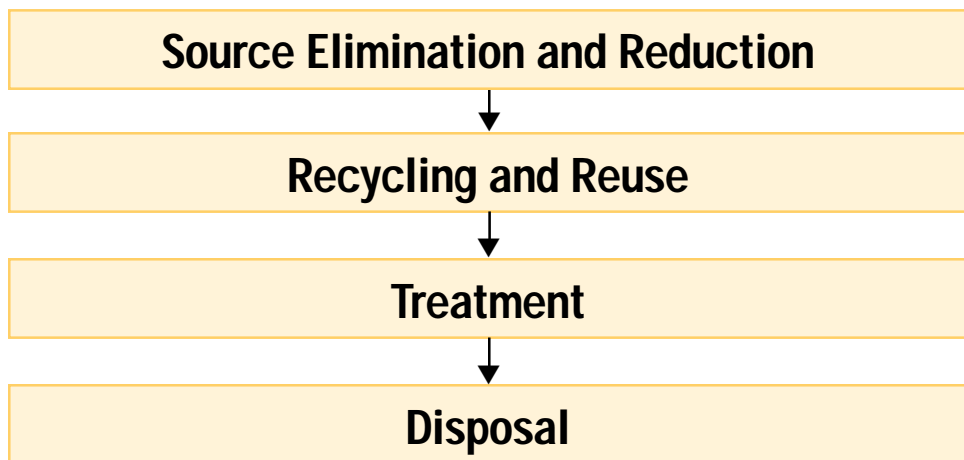 Source Elimination and Reduction
Recycling and Reuse
Treatment
Disposal